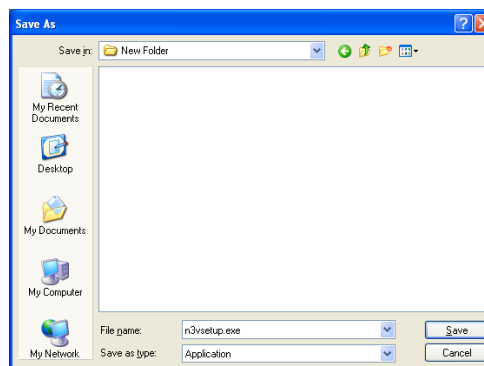 Save As
Save in: New Folder
My Recent
Documents
Desktop
My Documents
My Computer
My Network
File name: n3vsetup.exe Save
Save as type: Application Cancel